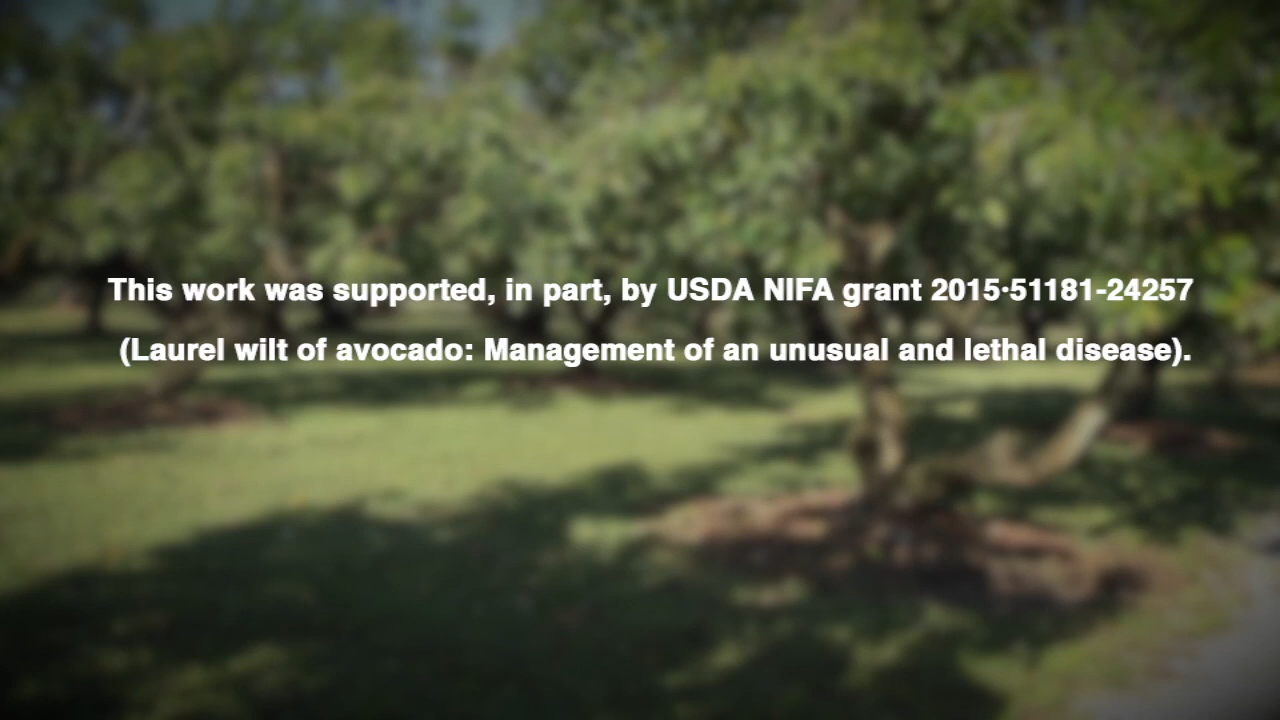 This work was supported, in part, by USDA NIFA grant 2015·51181-24257
(Laurel wilt of avocado: Management of an unusual and lethal disease).